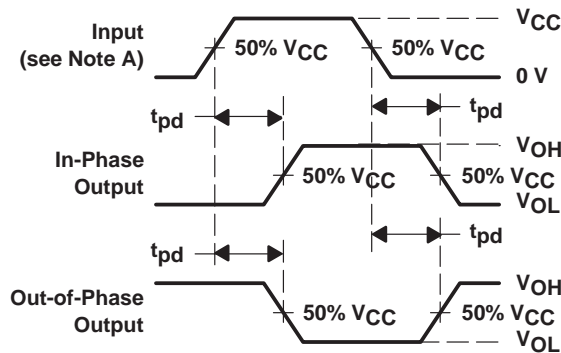 VCC
Input
(see Note A)
50% VCC
50% VCC
0 V
tpd
tpd
In-Phase
Output
VOH
50% VCC
50% VCC
VOL
tpd
tpd
Out-of-Phase
Output
VOH
50% VCC
50% VCC
VOL